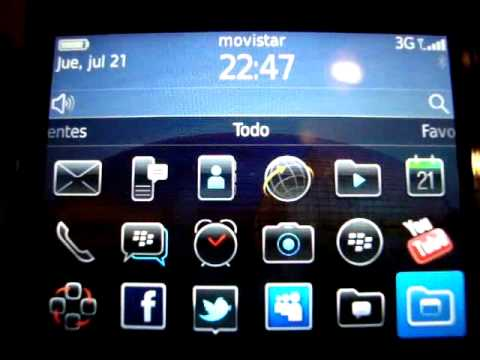 movistar
3G
Jue, jul 21
22:47
entes
Todo
Favo
21
You
Tube
f